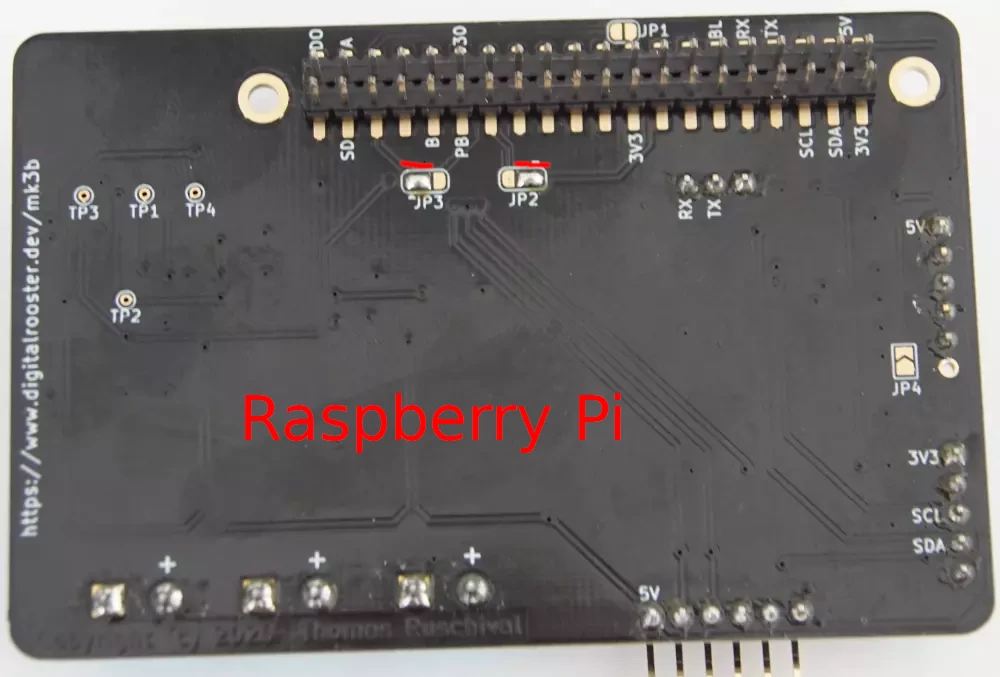 DO
A
30
JP1
BL
RX
TX
5V
SD
B
PB
3V3
SCL
SDA
3V3
JP3
JP2
RX
TX
TP3
TP1
TP4
TP2
5V
JP4
https://www.digitalrooster.dev/mk3b
Raspberry Pi
3V3
SCL
SDA
+
+
+
5V
Thomas Ruschival